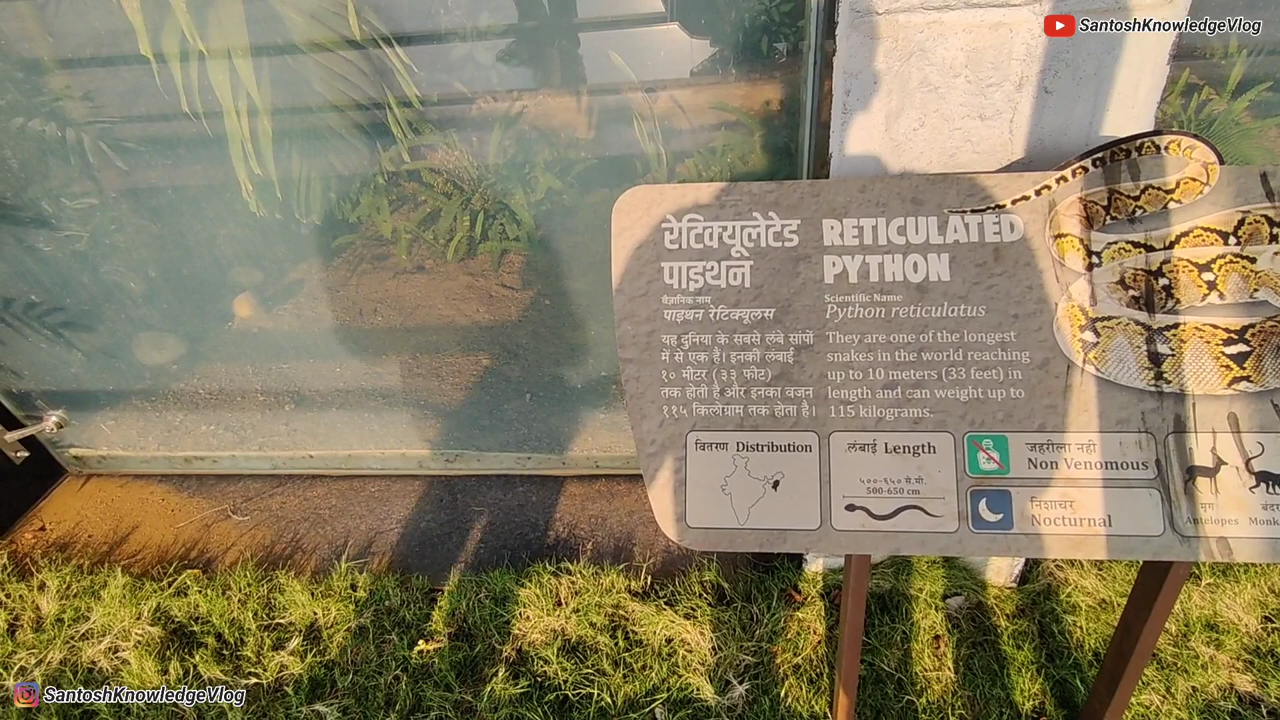 SantoshKnowledgeVlog
रेटिक्यूलेटेड
पाइथन
वैज्ञानिक नाम
पाइथन रेटिक्यूलस
यह दुनिया के सबसे लंबे सांपों
में से एक हैं। इनकी लंबाई
१० मीटर (३३ फीट)
तक होती है और इनका वजन
११५ किलोग्राम तक होता है।
RETICULATED
PYTHON
Scientific Name
Python reticulatus
They are one of the longest
snakes in the world reaching
up to 10 meters (33 feet) in
length and can weight up to
115 kilograms.
वितरण Distribution
लंबाई Length
५००-६५० से.मी.
500-650 cm
जहरीला नही
Non Venomous
निशाचर
Nocturnal
मृग
Antelopes
बंदर
SantoshKnowledgeVlog